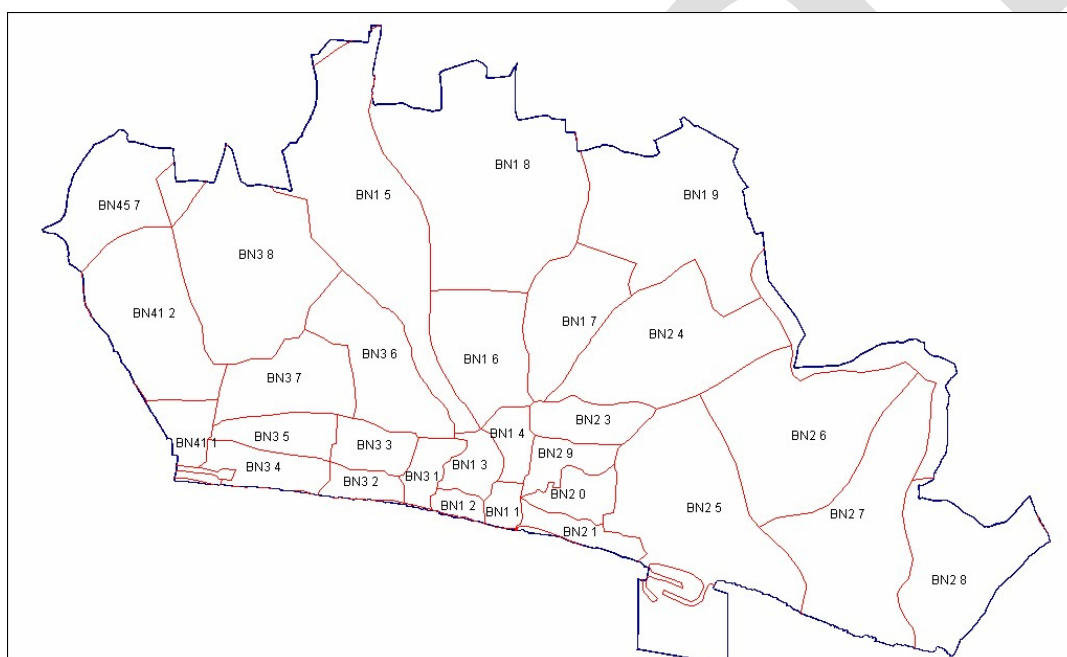 BN1 8
BN1 5
BN1 9
BN45 7
BN3 8
BN41 2
BN1 7
BN2 4
BN3 6
BN1 6
BN3 7
BN2 3
BN1 4
BN2 6
BN3 5
BN41 1
BN3 3
BN2 9
BN3 4
BN1 3
BN3 1
BN3 2
BN2 0
BN1 2
BN1 1
BN2 5
BN2 7
BN2 1
BN2 8